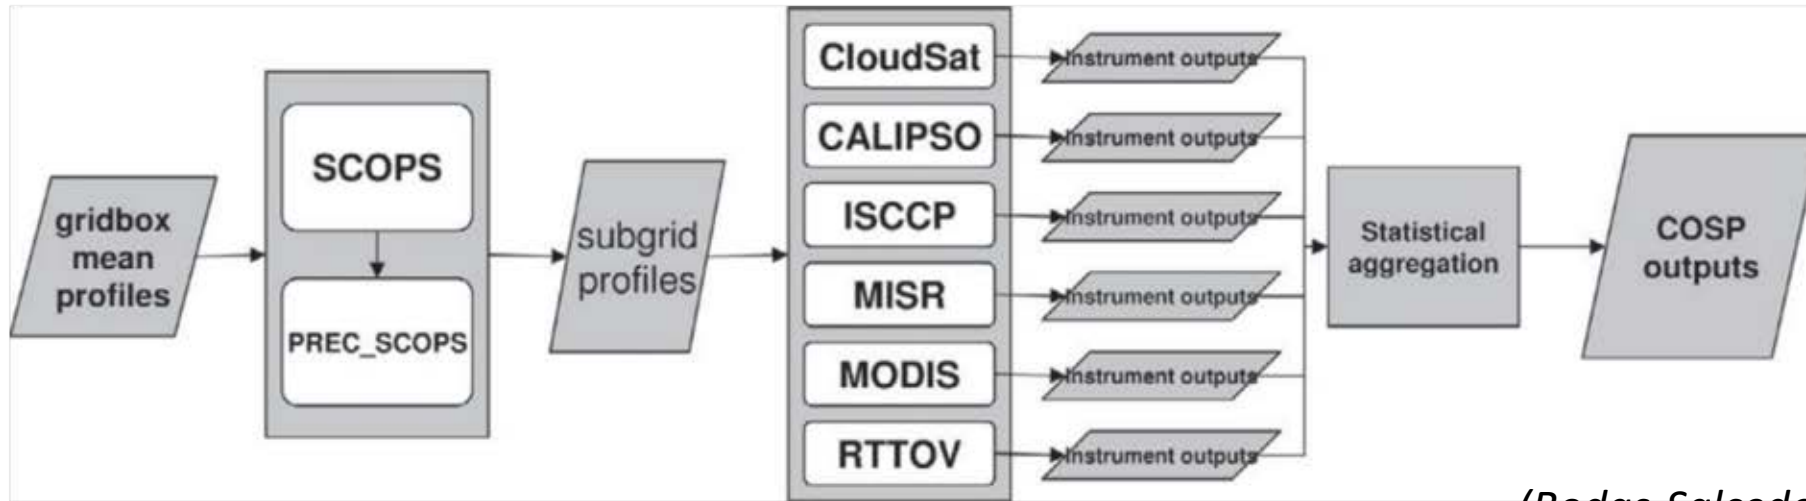 gridbox
mean
profiles
SCOPS
PREC_SCOPS
subgrid
profiles
CloudSat
Instrument outputs
CALIPSO
Instrument outputs
ISCCP
Instrument outputs
MISR
Instrument outputs
MODIS
Instrument outputs
RTTOV
Instrument outputs
Statistical
aggregation
COSP
outputs